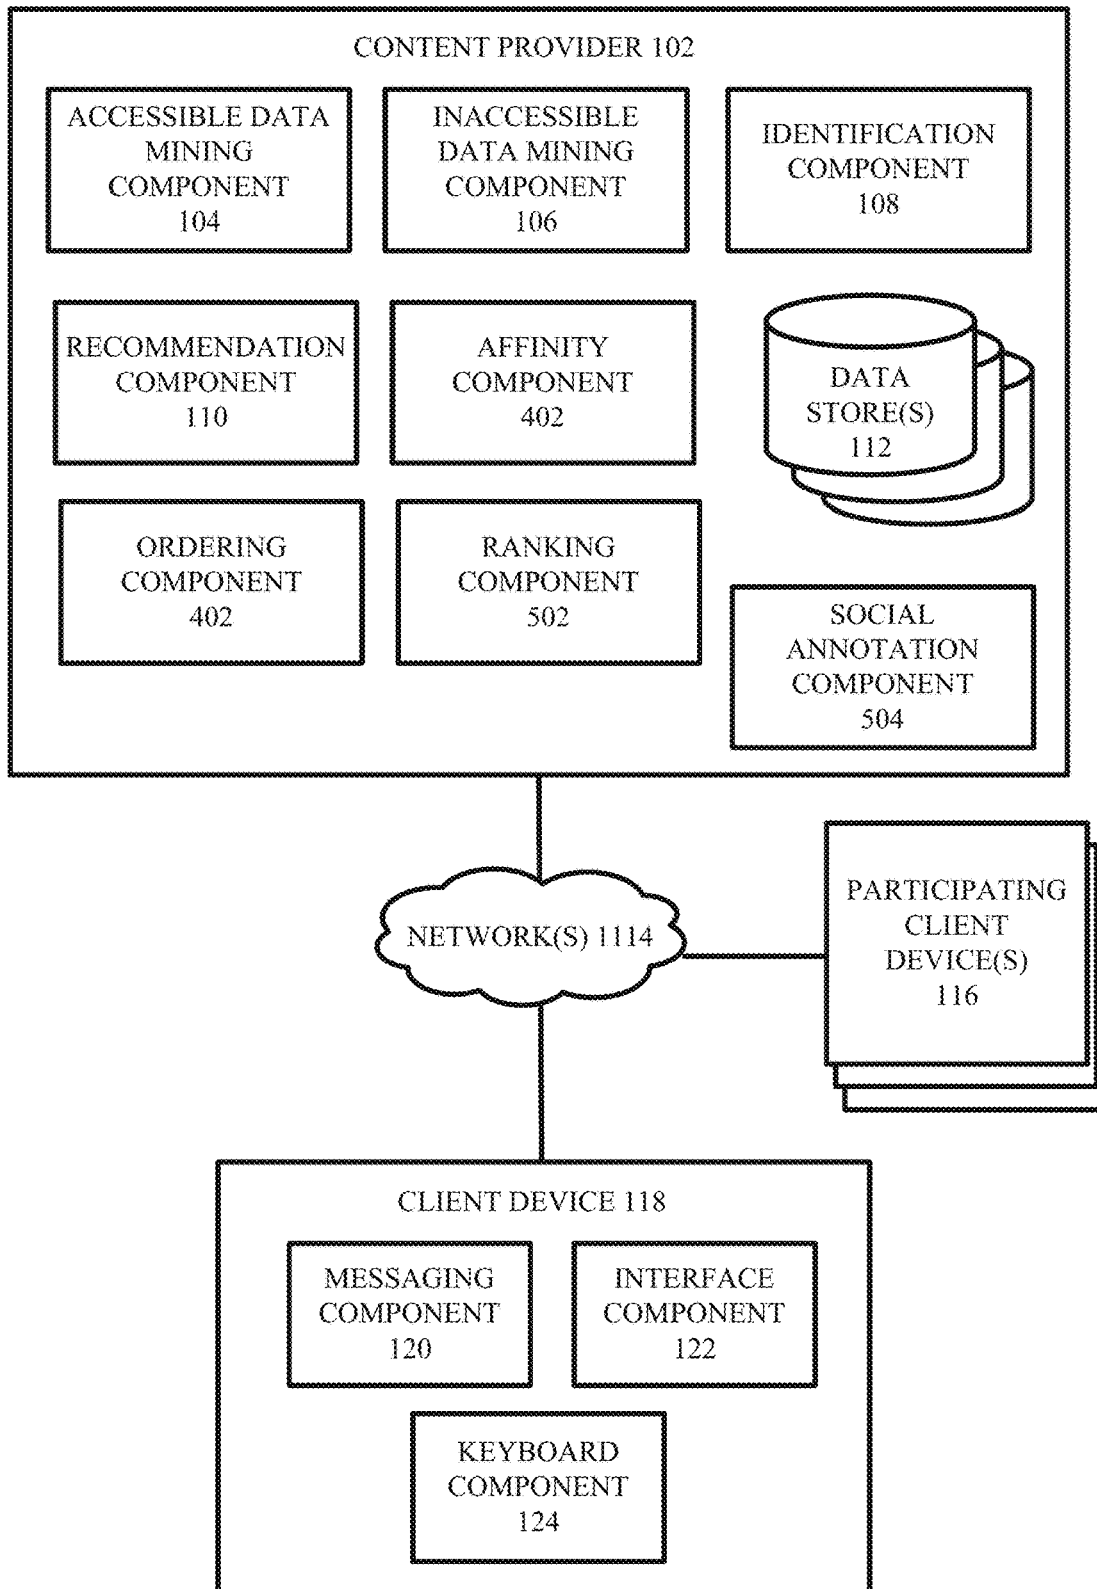 CONTENT PROVIDER 102
ACCESSIBLE DATA
MINING
COMPONENT
104
INACCESSIBLE
DATA MINING
COMPONENT
106
IDENTIFICATION
COMPONENT
108
RECOMMENDATION
COMPONENT
110
AFFINITY
COMPONENT
402
DATA
STORE(S)
112
ORDERING
COMPONENT
402
RANKING
COMPONENT
502
SOCIAL
ANNOTATION
COMPONENT
504
NETWORK(S) 1114
PARTICIPATING
CLIENT
DEVICE(S)
116
CLIENT DEVICE 118
MESSAGING
COMPONENT
120
INTERFACE
COMPONENT
122
KEYBOARD
COMPONENT
124